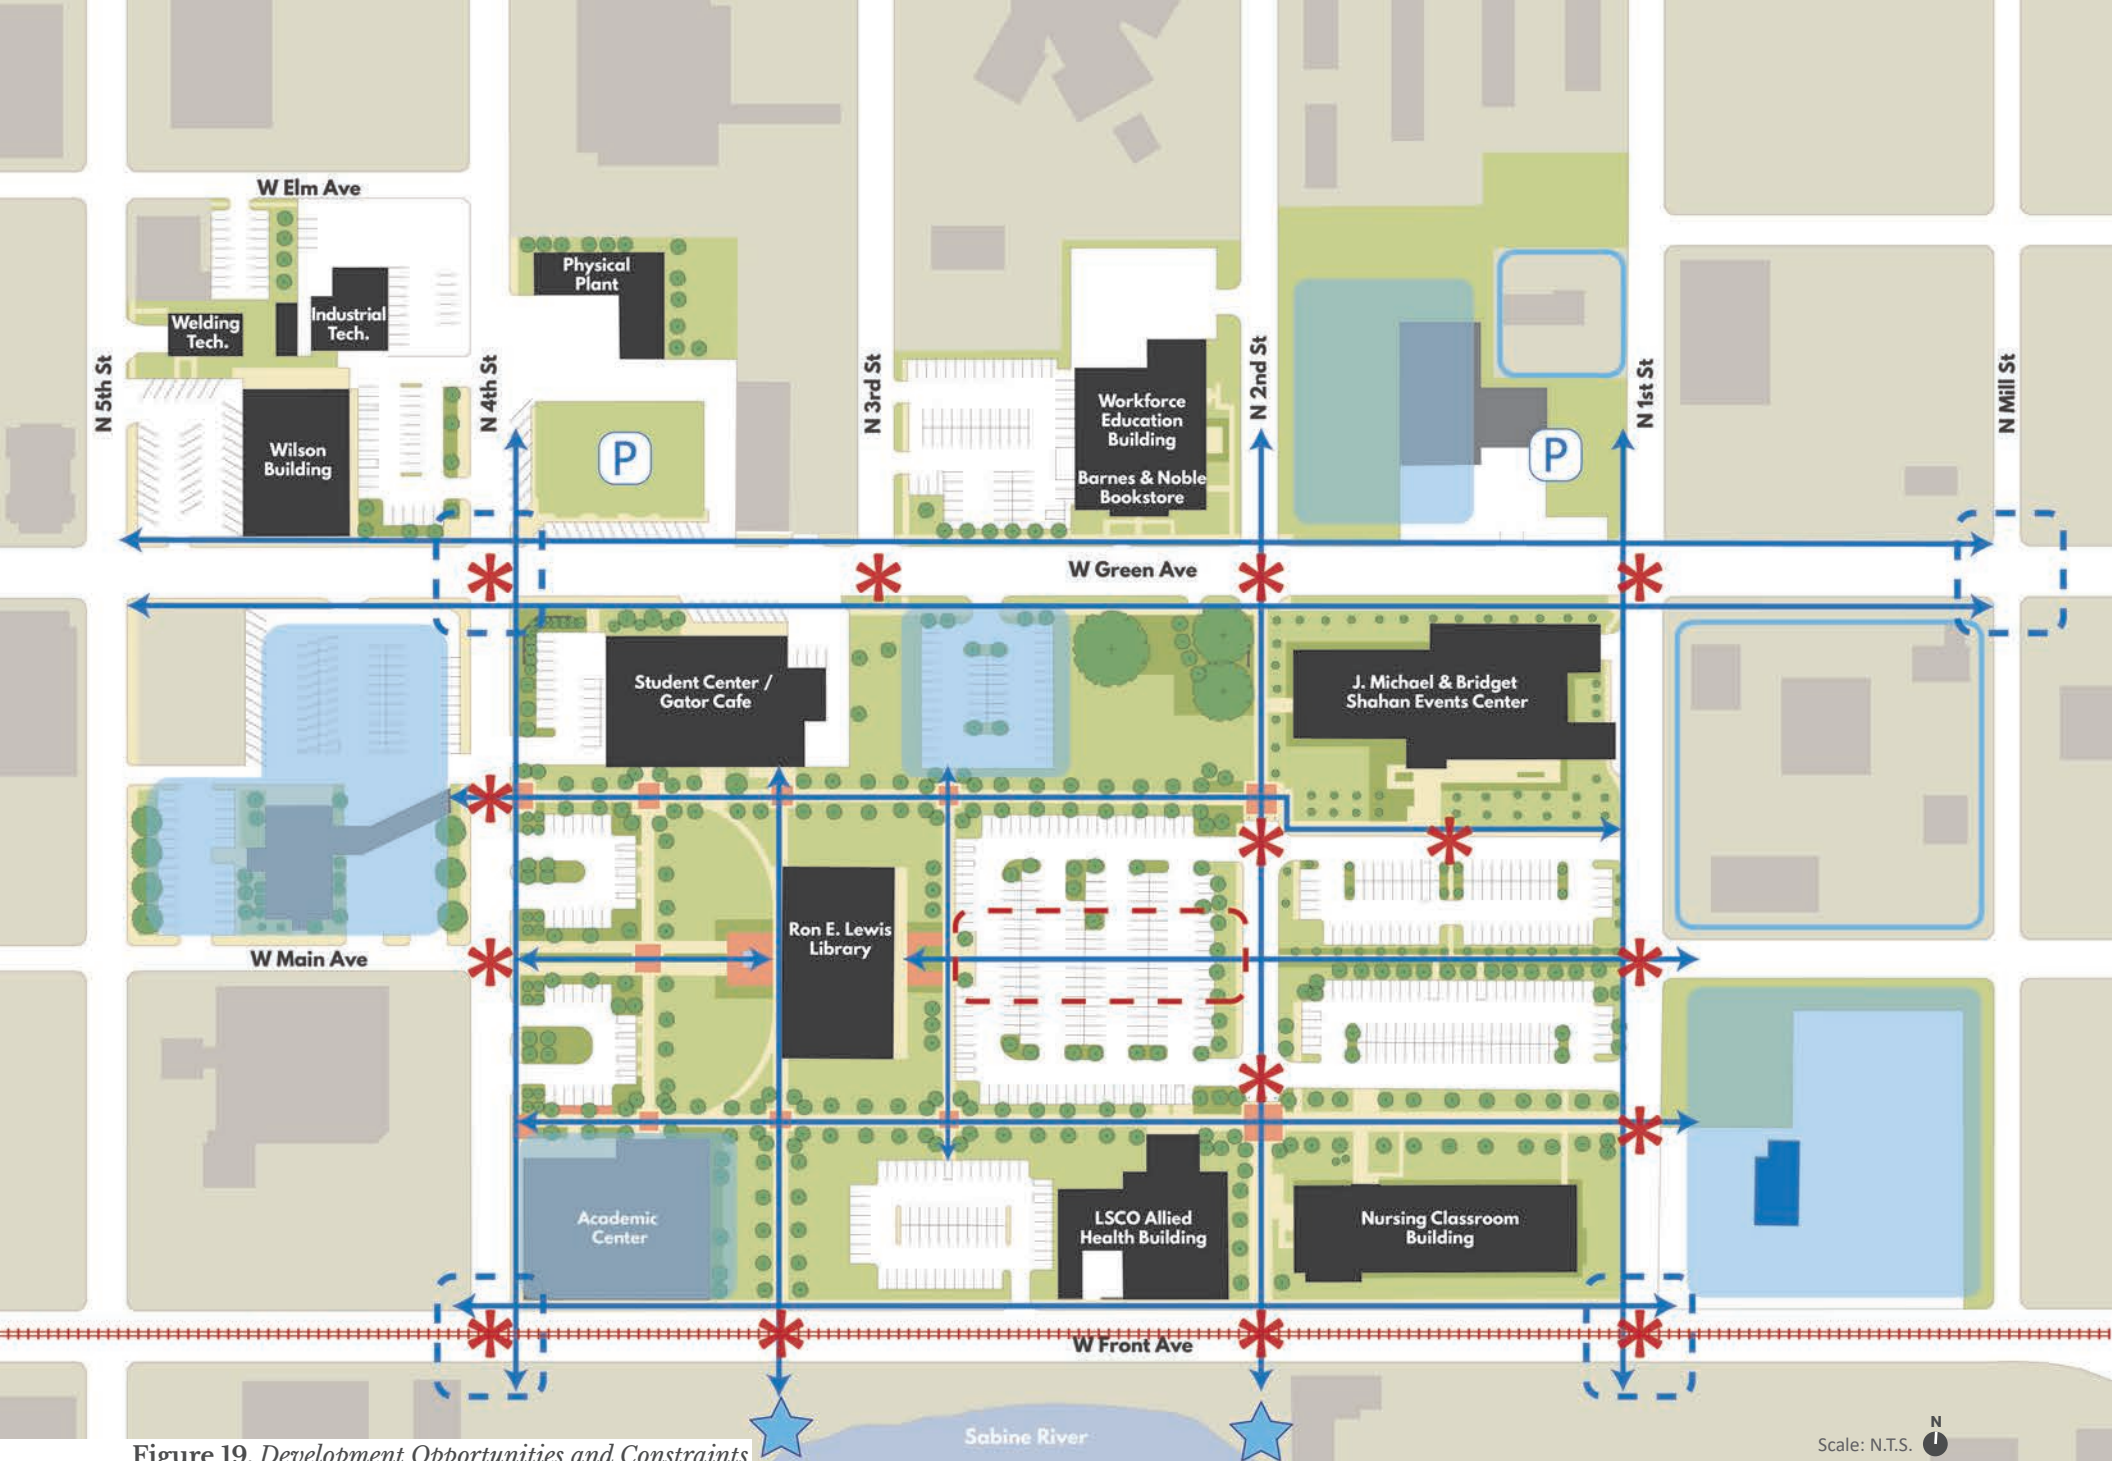 W Elm Ave
Physical
Plant
Welding
Tech.
Industrial
Tech.
N 5th St
N 4th St
N 3rd St
N 2nd St
N 1st St
N Mill St
Wilson
Building
P
Workforce
Education
Building
Barnes & Noble
Bookstore
P
W Green Ave
Student Center /
Gator Cafe
J. Michael & Bridget
Shahan Events Center
Ron E. Lewis
Library
W Main Ave
Academic
Center
LSCO Allied
Health Building
Nursing Classroom
Building
W Front Ave
Sabine River
N
Scale: N.T.S.
Figure 19. Development Opportunities and Constraints